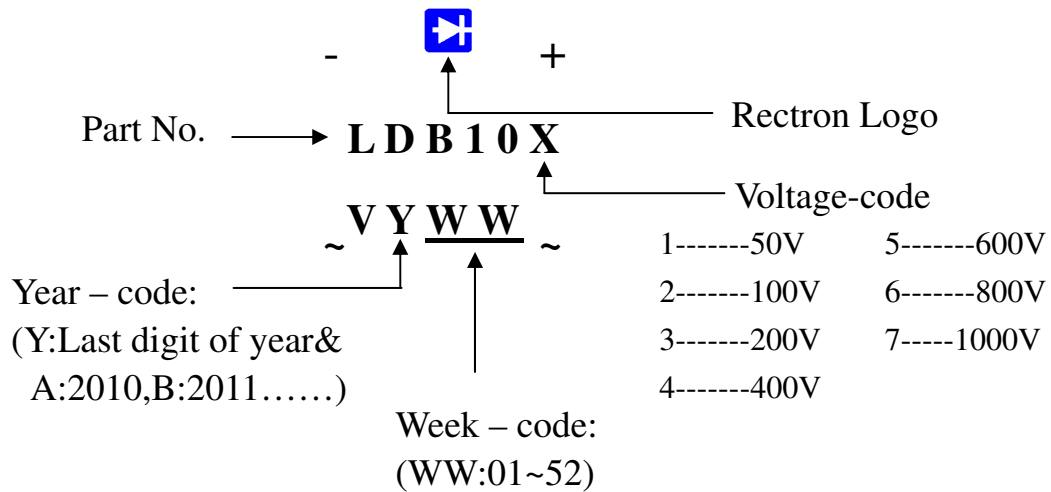 - +
Rectron Logo
Part No.
L D B 1 0 X
Voltage-code
V Y W W
~ ~
1-------50V 5-------600V
2-------100V 6-------800V
3-------200V 7-----1000V
4-------400V
Year – code:
(Y:Last digit of year&
A:2010,B:2011……)
Week – code:
(WW:01~52)